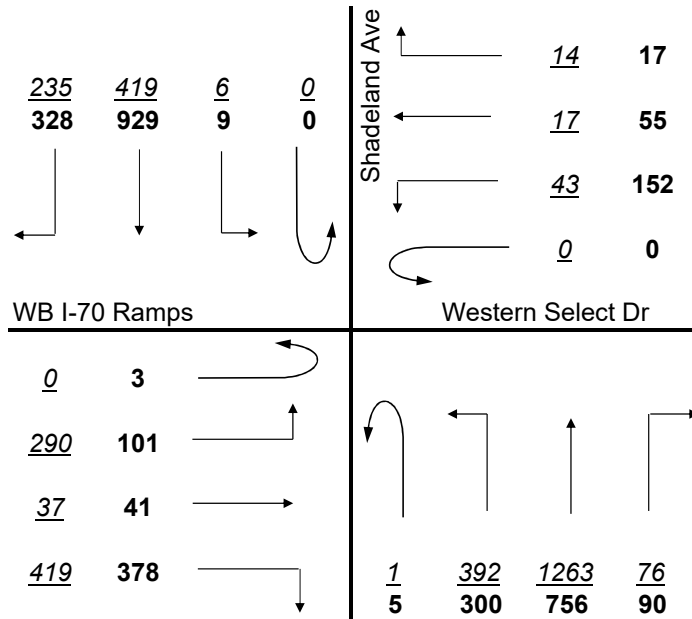 235 419 6 0
328 929 9 0
WB I-70 Ramps
Shadeland Ave
14 17
17 55
43 152
0 0
Western Select Dr
0 3
290 101
37 41
419 378
1 392 1263 76
5 300 756 90